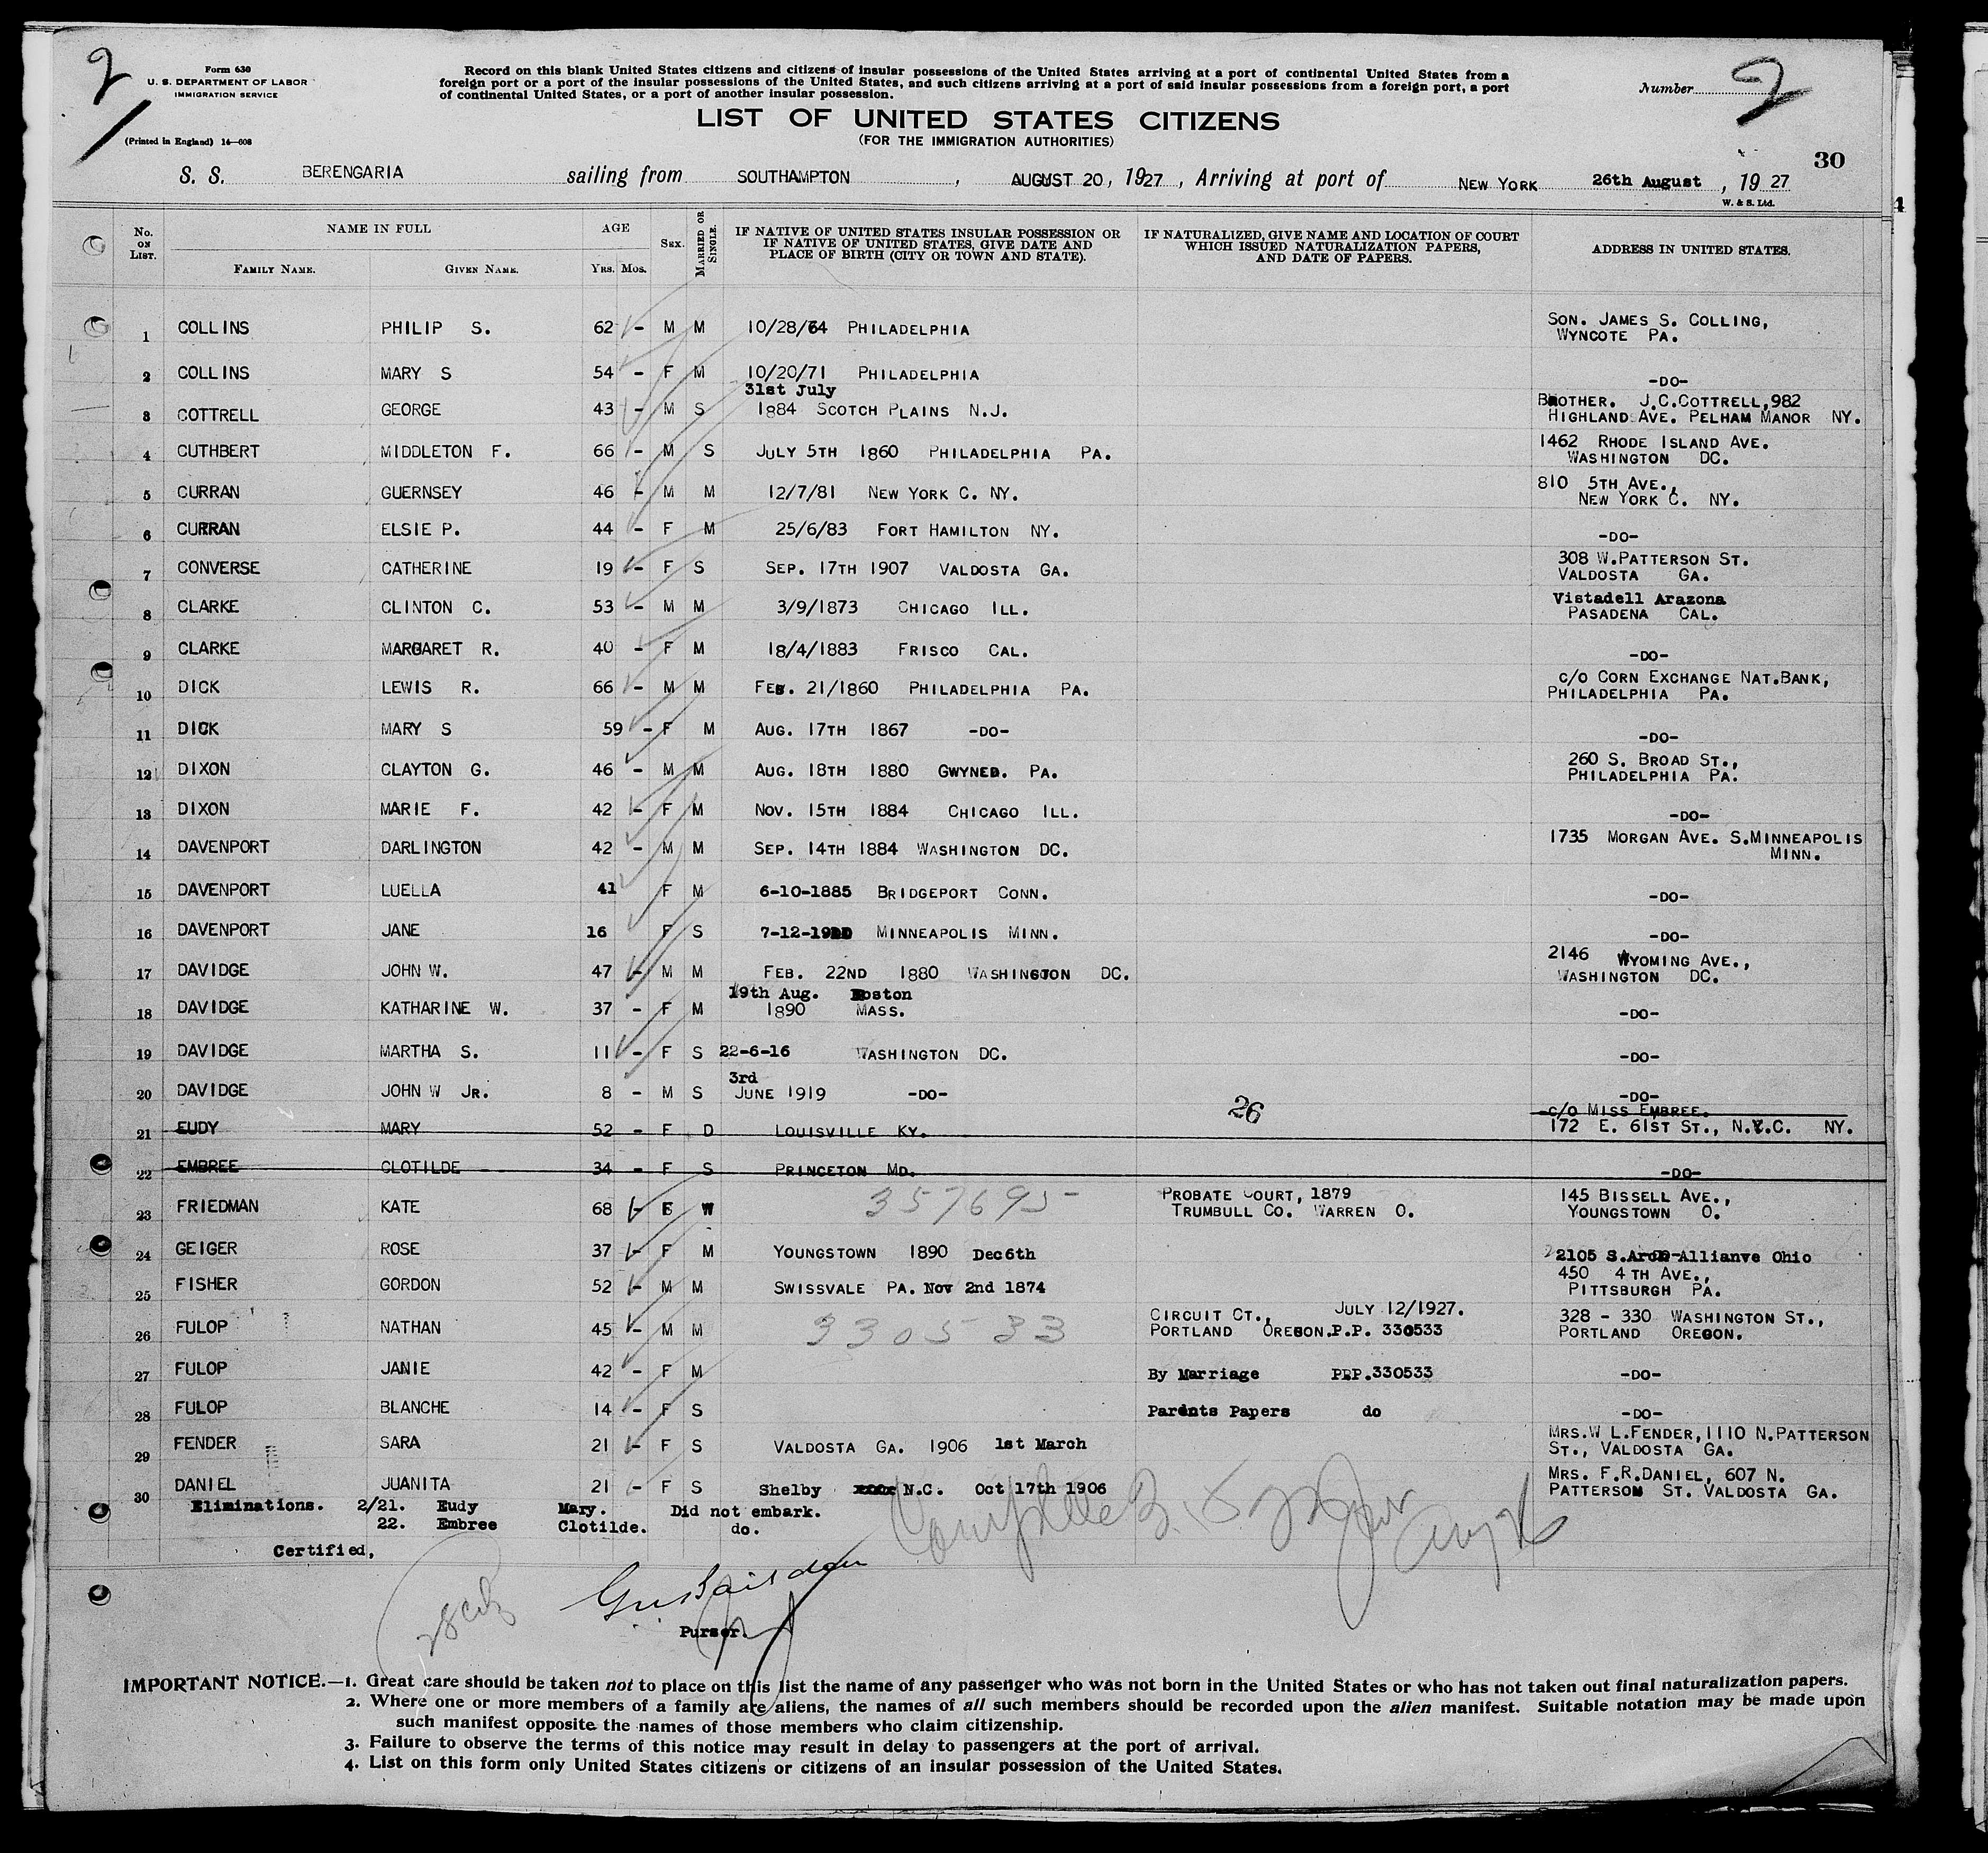 2
Form 630
U. S. DEPARTMENT OF LABOR
IMMIGRATION SERVICE
(Printed in England) 14—608
Record on this blank United States citizens and citizens of insular possessions of the United States arriving at a port of continental United States from a
foreign port or a port of the insular possessions of the United States, and such citizens arriving at a port of said insular possessions from a foreign port, a port
of continental United States, or a port of another insular possession.
Number 2
LIST OF UNITED STATES CITIZENS
(FOR THE IMMIGRATION AUTHORITIES)
30
S. S. BERENGARIA sailing from SOUTHAMPTON, AUGUST 20, 1927, Arriving at port of NEW YORK 26th August, 19 27
W. & S. Ltd.
No. ON LIST. NAME IN FULL AGE SEX. MARRIED OR SINGLE. IF NATIVE OF UNITED STATES INSULAR POSSESSION OR IF NATIVE OF UNITED STATES, GIVE DATE AND PLACE OF BIRTH (CITY OR TOWN AND STATE). IF NATURALIZED, GIVE NAME AND LOCATION OF COURT WHICH ISSUED NATURALIZATION PAPERS, AND DATE OF PAPERS. ADDRESS IN UNITED STATES.
FAMILY NAME. GIVEN NAME. YRS. MOS.
1 COLLINS PHILIP S. 62 - M M 10/28/64 PHILADELPHIA SON. JAMES S. COLLING,
WYNCOTE PA.
2 COLLINS MARY S 54 - F M 10/20/71 PHILADELPHIA -DO-
31st July
3 COTTRELL GEORGE 43 - M S 1884 SCOTCH PLAINS N.J. BROTHER. J.C.COTTRELL,982
HIGHLAND AVE. PELHAM MANOR NY.
4 CUTHBERT MIDDLETON F. 66 - M S JULY 5TH 1860 PHILADELPHIA PA. 1462 RHODE ISLAND AVE.
WASHINGTON DC.
5 CURRAN GUERNSEY 46 - M M 12/7/81 NEW YORK C. NY. 810 5TH AVE.,
NEW YORK C. NY.
6 CURRAN ELSIE P. 44 - F M 25/6/83 FORT HAMILTON NY. -DO-
7 CONVERSE CATHERINE 19 - F S SEP. 17TH 1907 VALDOSTA GA. 308 W.PATTERSON ST.
VALDOSTA GA.
8 CLARKE CLINTON C. 53 - M M 3/9/1873 CHICAGO ILL. Vistadell Arazona
PASADENA CAL.
9 CLARKE MARGARET R. 40 - F M 18/4/1883 FRISCO CAL. -DO-
10 DICK LEWIS R. 66 - M M FEB. 21/1860 PHILADELPHIA PA. c/o CORN EXCHANGE NAT.BANK,
PHILADELPHIA PA.
11 DICK MARY S 59 - F M AUG. 17TH 1867 -DO- -DO-
12 DIXON CLAYTON G. 46 - M M AUG. 18TH 1880 GWYNED. PA. 260 S. BROAD ST.,
PHILADELPHIA PA.
13 DIXON MARIE F. 42 - F M NOV. 15TH 1884 CHICAGO ILL. -DO-
14 DAVENPORT DARLINGTON 42 - M M SEP. 14TH 1884 WASHINGTON DC. 1735 MORGAN AVE. S.MINNEAPOLIS
MINN.
15 DAVENPORT LUELLA 41 F M 6-10-1885 BRIDGEPORT CONN. -DO-
16 DAVENPORT JANE 16 F S MINNEAPOLIS MINN. -DO-
17 DAVIDGE JOHN W. 47 - M M FEB. 22ND 1880 WASHINGTON DC. 2146 WYOMING AVE.,
WASHINGTON DC.
19th Aug. Boston
18 DAVIDGE KATHARINE W. 37 - F M 1890 MASS. -DO-
19 DAVIDGE MARTHA S. 11 - F S 22-6-16 WASHINGTON DC. -DO-
3rd
20 DAVIDGE JOHN W JR. 8 - M S JUNE 1919 -DO- -DO-
26
c/o MISS EMBREE.
21 EUDY MARY 52 - F D LOUISVILLE KY. 172 E. 61ST ST., N.Y.C. NY.
22 EMBREE CLOTILDE 34 - F S PRINCETON MD. -DO-
23 FRIEDMAN KATE 68 - F W 357695 PROBATE COURT, 1879
TRUMBULL CO. WARREN O. 145 BISSELL AVE.,
YOUNGSTOWN O.
24 GEIGER ROSE 37 - F M YOUNGSTOWN 1890 Dec6th 2105 S.Arch Allianve Ohio
25 FISHER GORDON 52 - M M SWISSVALE PA. Nov 2nd 1874 450 4TH AVE.,
PITTSBURGH PA.
26 FULOP NATHAN 45 - M M 330533 CIRCUIT CT., JULY 12/1927.
PORTLAND OREGON.P.P. 330533 328 - 330 WASHINGTON ST.,
PORTLAND OREGON.
27 FULOP JANIE 42 - F M By Marriage PPP.330533 -DO-
28 FULOP BLANCHE 14 - F S Parents Papers do -DO-
29 FENDER SARA 21 - F S VALDOSTA GA. 1906 1st March MRS.W L.FENDER,1110 N.PATTERSON
ST., VALDOSTA GA.
30 DANIEL JUANITA 21 - F S Shelby N.C. Oct 17th 1906 MRS. F.R.DANIEL, 607 N.
PATTERSON ST. VALDOSTA GA.
Eliminations. 2/21. Eudy Mary. Did not embark.
22. Embree Clotilde. do.
Certified,
Purser.
IMPORTANT NOTICE.—1. Great care should be taken not to place on this list the name of any passenger who was not born in the United States or who has not taken out final naturalization papers.
2. Where one or more members of a family are aliens, the names of all such members should be recorded upon the alien manifest. Suitable notation may be made upon
such manifest opposite the names of those members who claim citizenship.
3. Failure to observe the terms of this notice may result in delay to passengers at the port of arrival.
4. List on this form only United States citizens or citizens of an insular possession of the United States.